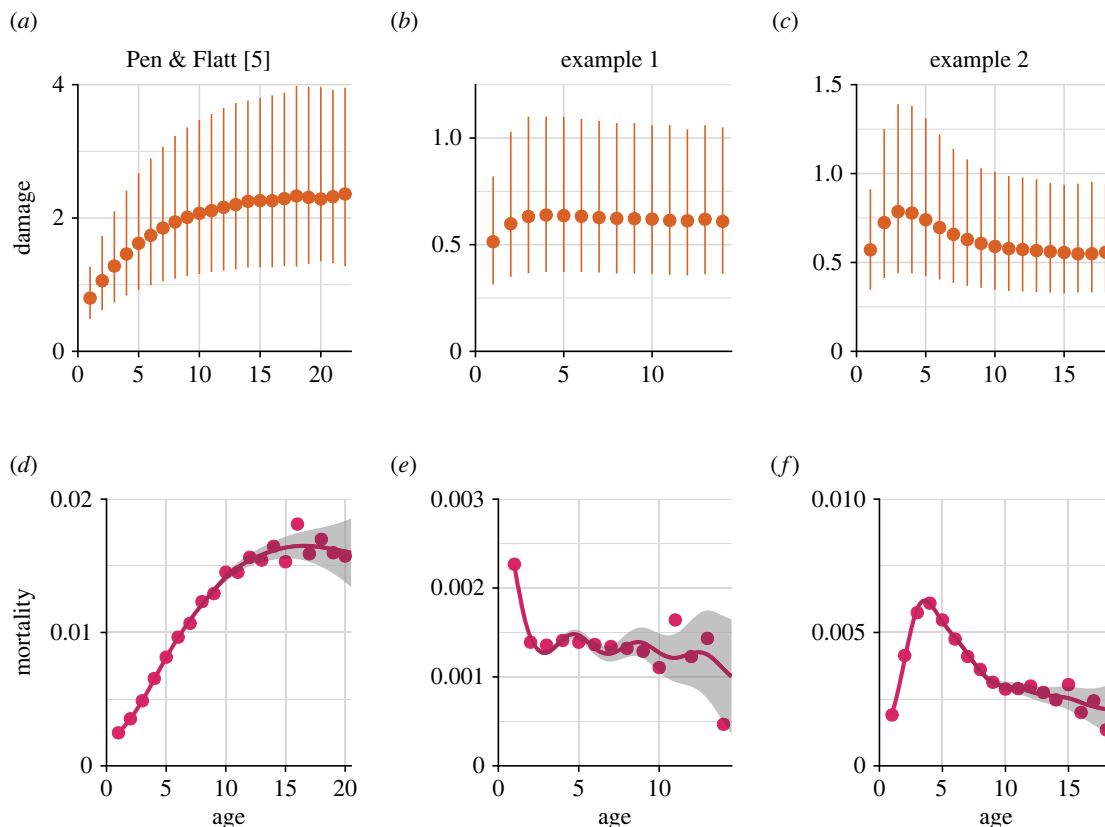 (a)
(b)
(c)
Pen & Flatt [5]
example 1
example 2
damage
4
2
0
0 5 10 15 20
1.0
0.5
0
0 5 10
1.5
1.0
0.5
0
0 5 10 15
(d)
(e)
(f)
mortality
0.02
0.01
0
0 5 10 15 20
age
0.003
0.002
0.001
0
0 5 10
age
0.010
0.005
0
0 5 10 15
age